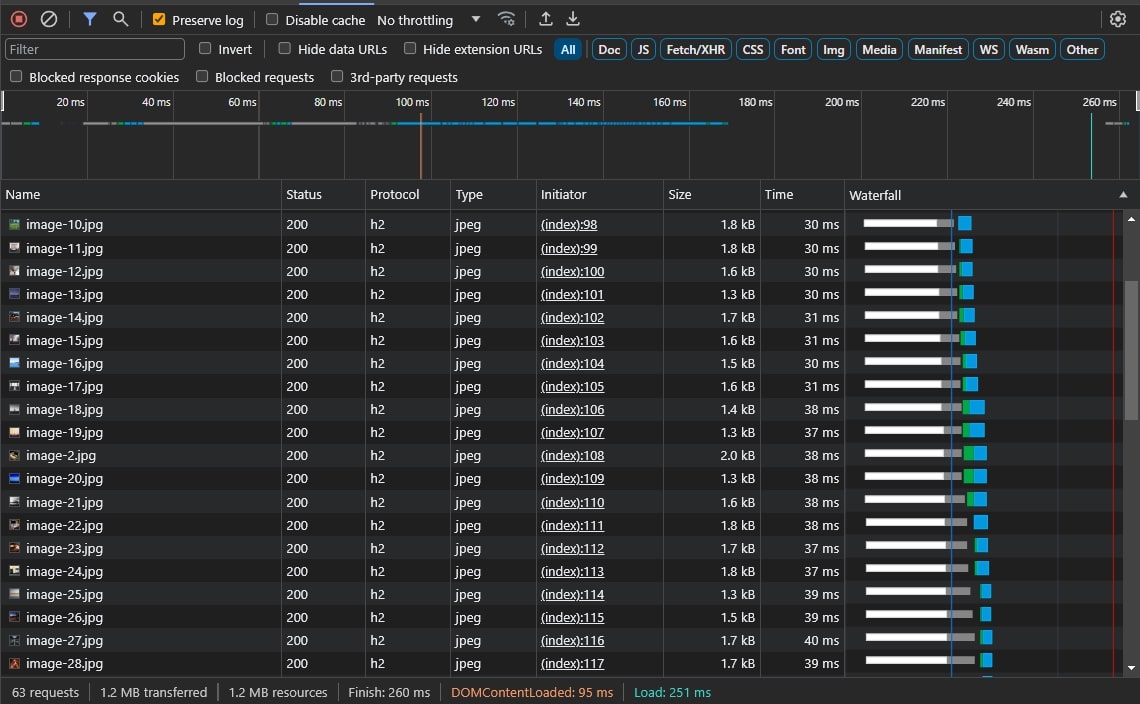 Preserve log Disable cache No throttling
Filter Invert Hide data URLs Hide extension URLs All Doc JS Fetch/XHR CSS Font Img Media Manifest WS Wasm Other
Blocked response cookies Blocked requests 3rd-party requests
20 ms 40 ms 60 ms 80 ms 100 ms 120 ms 140 ms 160 ms 180 ms 200 ms 220 ms 240 ms 260 ms
Name Status Protocol Type Initiator Size Time Waterfall
image-10.jpg 200 h2 jpeg (index):98 1.8 kB 30 ms
image-11.jpg 200 h2 jpeg (index):99 1.8 kB 30 ms
image-12.jpg 200 h2 jpeg (index):100 1.6 kB 30 ms
image-13.jpg 200 h2 jpeg (index):101 1.3 kB 30 ms
image-14.jpg 200 h2 jpeg (index):102 1.7 kB 31 ms
image-15.jpg 200 h2 jpeg (index):103 1.6 kB 31 ms
image-16.jpg 200 h2 jpeg (index):104 1.5 kB 30 ms
image-17.jpg 200 h2 jpeg (index):105 1.6 kB 31 ms
image-18.jpg 200 h2 jpeg (index):106 1.4 kB 38 ms
image-19.jpg 200 h2 jpeg (index):107 1.3 kB 37 ms
image-2.jpg 200 h2 jpeg (index):108 2.0 kB 38 ms
image-20.jpg 200 h2 jpeg (index):109 1.3 kB 38 ms
image-21.jpg 200 h2 jpeg (index):110 1.6 kB 38 ms
image-22.jpg 200 h2 jpeg (index):111 1.8 kB 38 ms
image-23.jpg 200 h2 jpeg (index):112 1.7 kB 37 ms
image-24.jpg 200 h2 jpeg (index):113 1.8 kB 37 ms
image-25.jpg 200 h2 jpeg (index):114 1.3 kB 39 ms
image-26.jpg 200 h2 jpeg (index):115 1.5 kB 39 ms
image-27.jpg 200 h2 jpeg (index):116 1.7 kB 40 ms
image-28.jpg 200 h2 jpeg (index):117 1.7 kB 39 ms
63 requests 1.2 MB transferred 1.2 MB resources Finish: 260 ms DOMContentLoaded: 95 ms Load: 251 ms